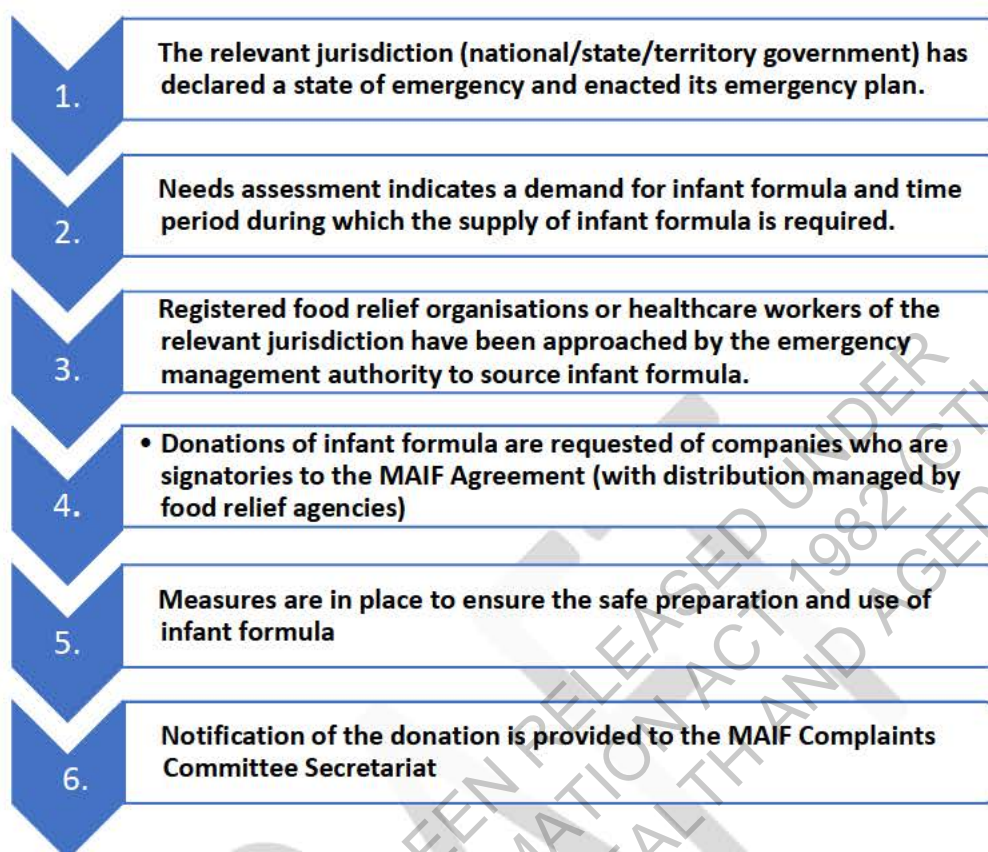 1.
The relevant jurisdiction (national/state/territory government) has
declared a state of emergency and enacted its emergency plan.
2.
Needs assessment indicates a demand for infant formula and time
period during which the supply of infant formula is required.
3.
Registered food relief organisations or healthcare workers of the
relevant jurisdiction have been approached by the emergency
management authority to source infant formula.
4.
• Donations of infant formula are requested of companies who are
signatories to the MAIF Agreement (with distribution managed by
food relief agencies)
5.
Measures are in place to ensure the safe preparation and use of
infant formula
6.
Notification of the donation is provided to the MAIF Complaints
Committee Secretariat
RELEASED UNDER
ACT 1982
AND